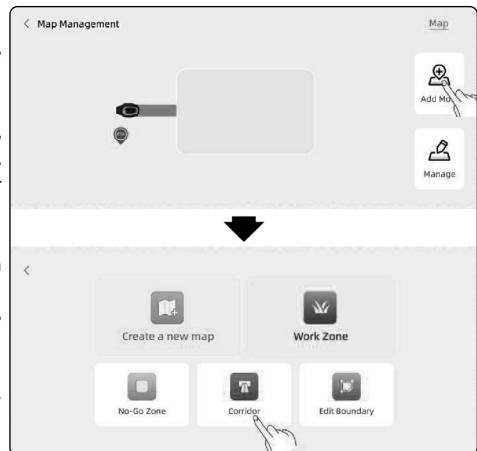 Map Management
Map
Add Mo
Manage
Create a new map
Work Zone
No-Go Zone
Corridor
Edit Boundary